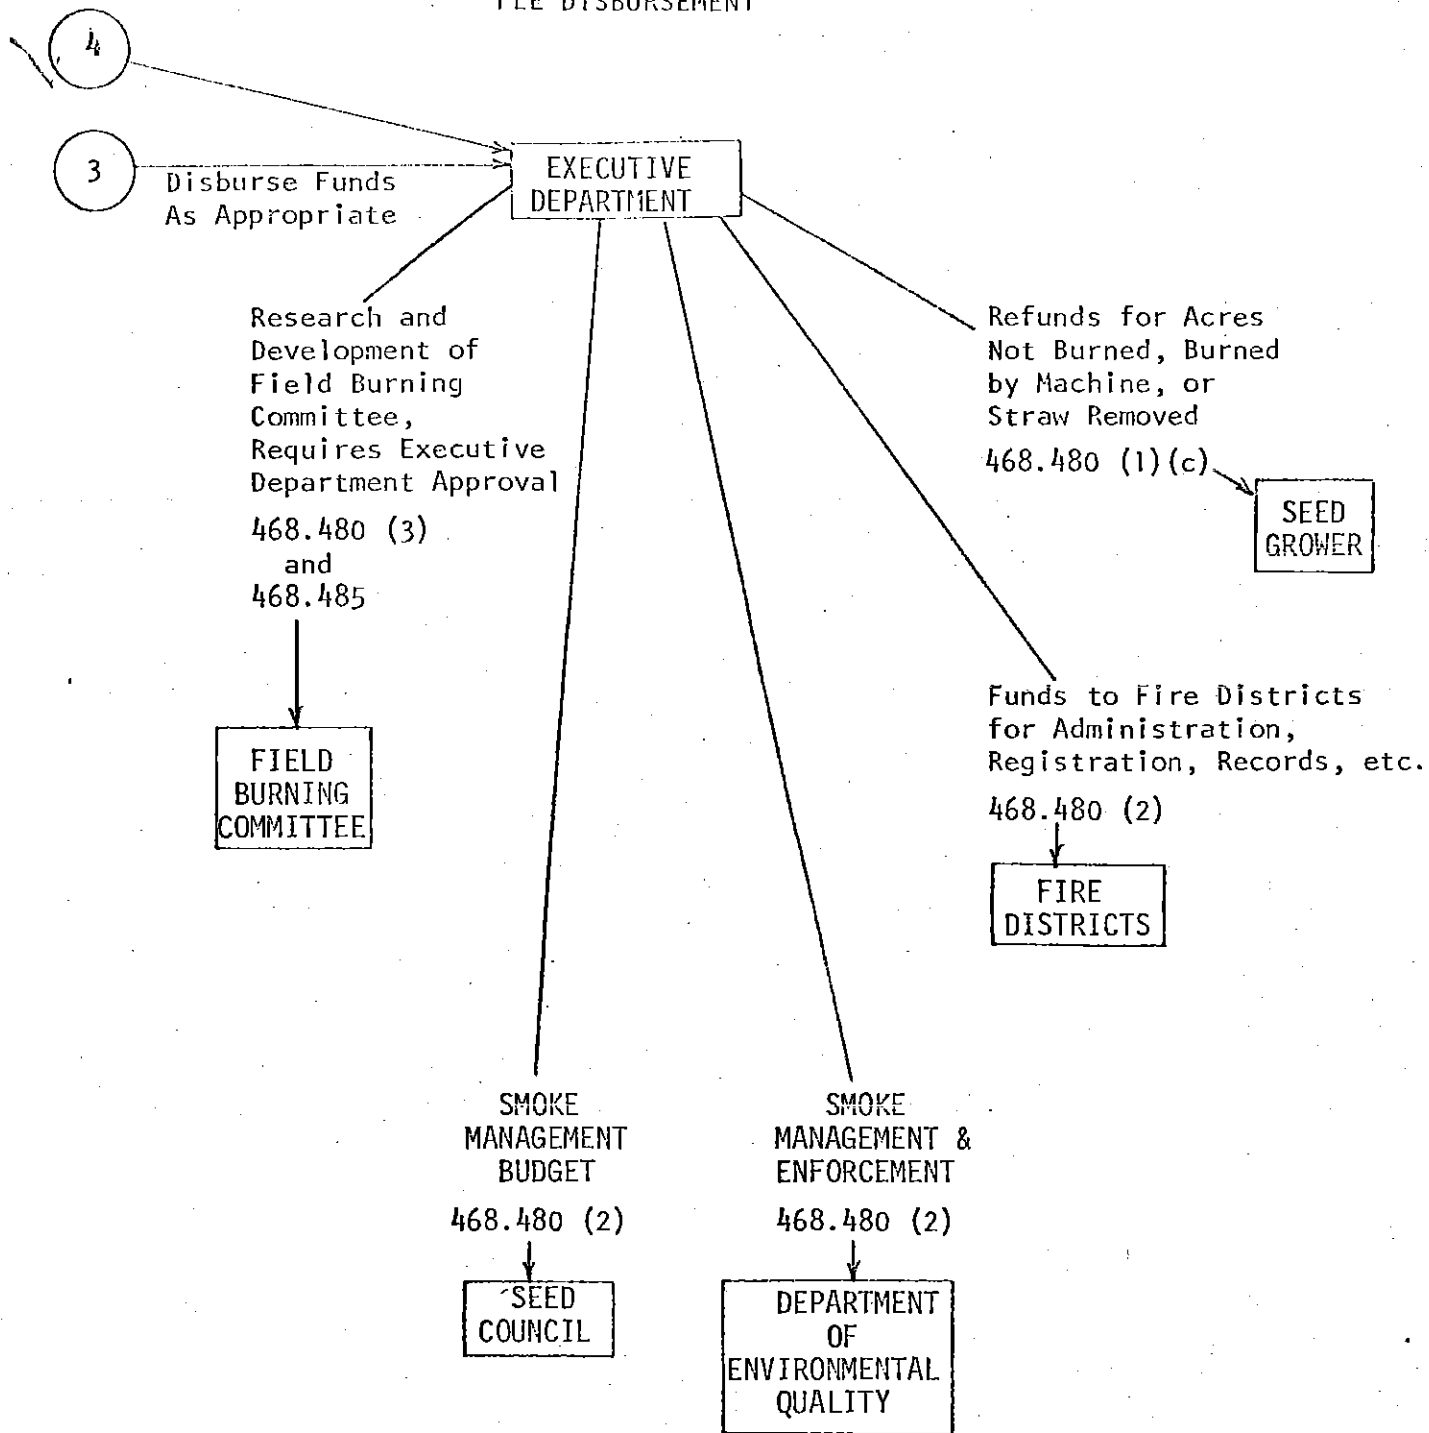 FEE DISBURSEMENT
4
3
Disburse Funds
As Appropriate
EXECUTIVE
DEPARTMENT
Research and
Development of
Field Burning
Committee,
Requires Executive
Department Approval
468.480 (3)
and
468.485
FIELD
BURNING
COMMITTEE
Refunds for Acres
Not Burned, Burned
by Machine, or
Straw Removed
468.480 (1)(c)
SEED
GROWER
Funds to Fire Districts
for Administration,
Registration, Records, etc.
468.480 (2)
FIRE
DISTRICTS
SMOKE
MANAGEMENT
BUDGET
468.480 (2)
SEED
COUNCIL
SMOKE
MANAGEMENT &
ENFORCEMENT
468.480 (2)
DEPARTMENT
OF
ENVIRONMENTAL
QUALITY